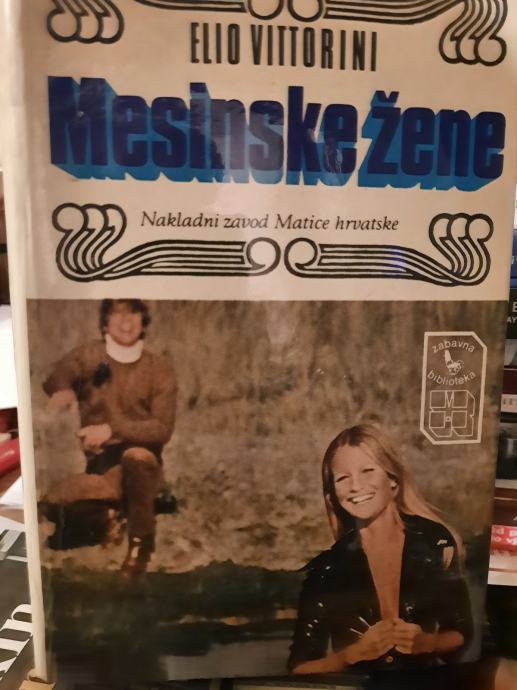 ELIO VITTORINI
Mesinske žene
Nakladni zavod Matice hrvatske
zabavna
biblioteka